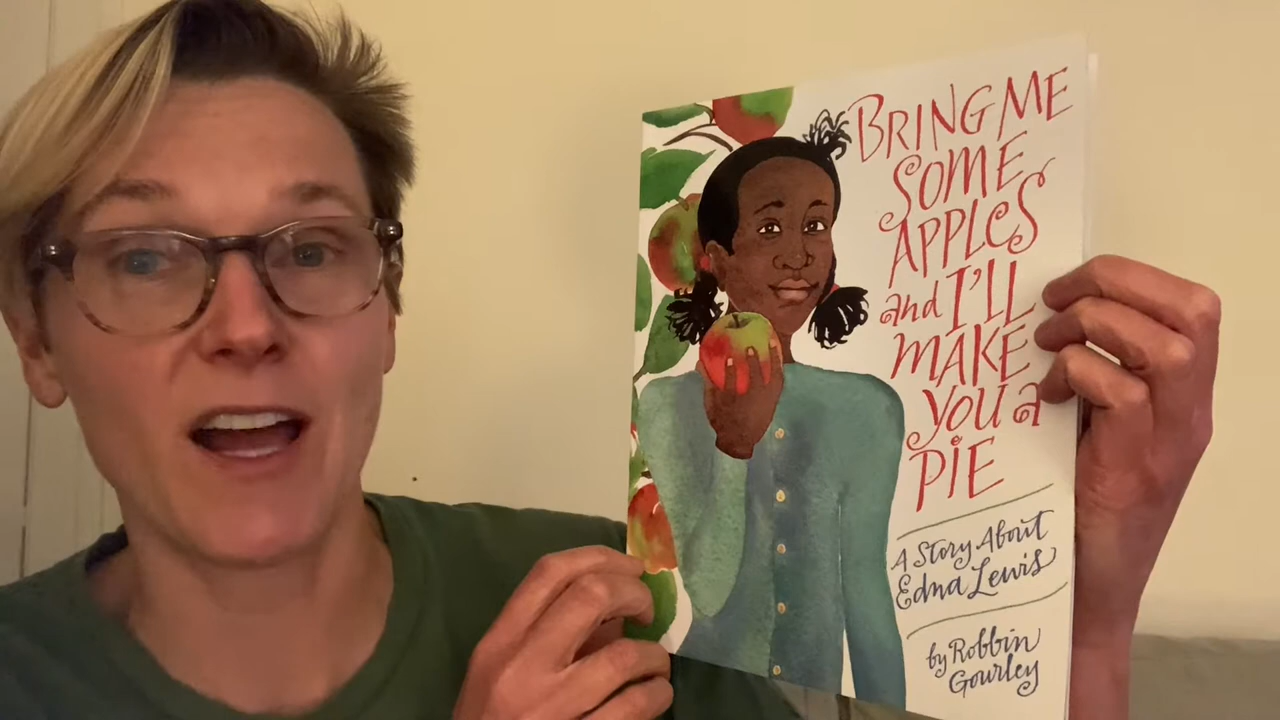 BRING ME
SOME
APPLES
and I'LL
MAKE
YOU a
PIE
A Story About
Edna Lewis
by Robbin
Gourley